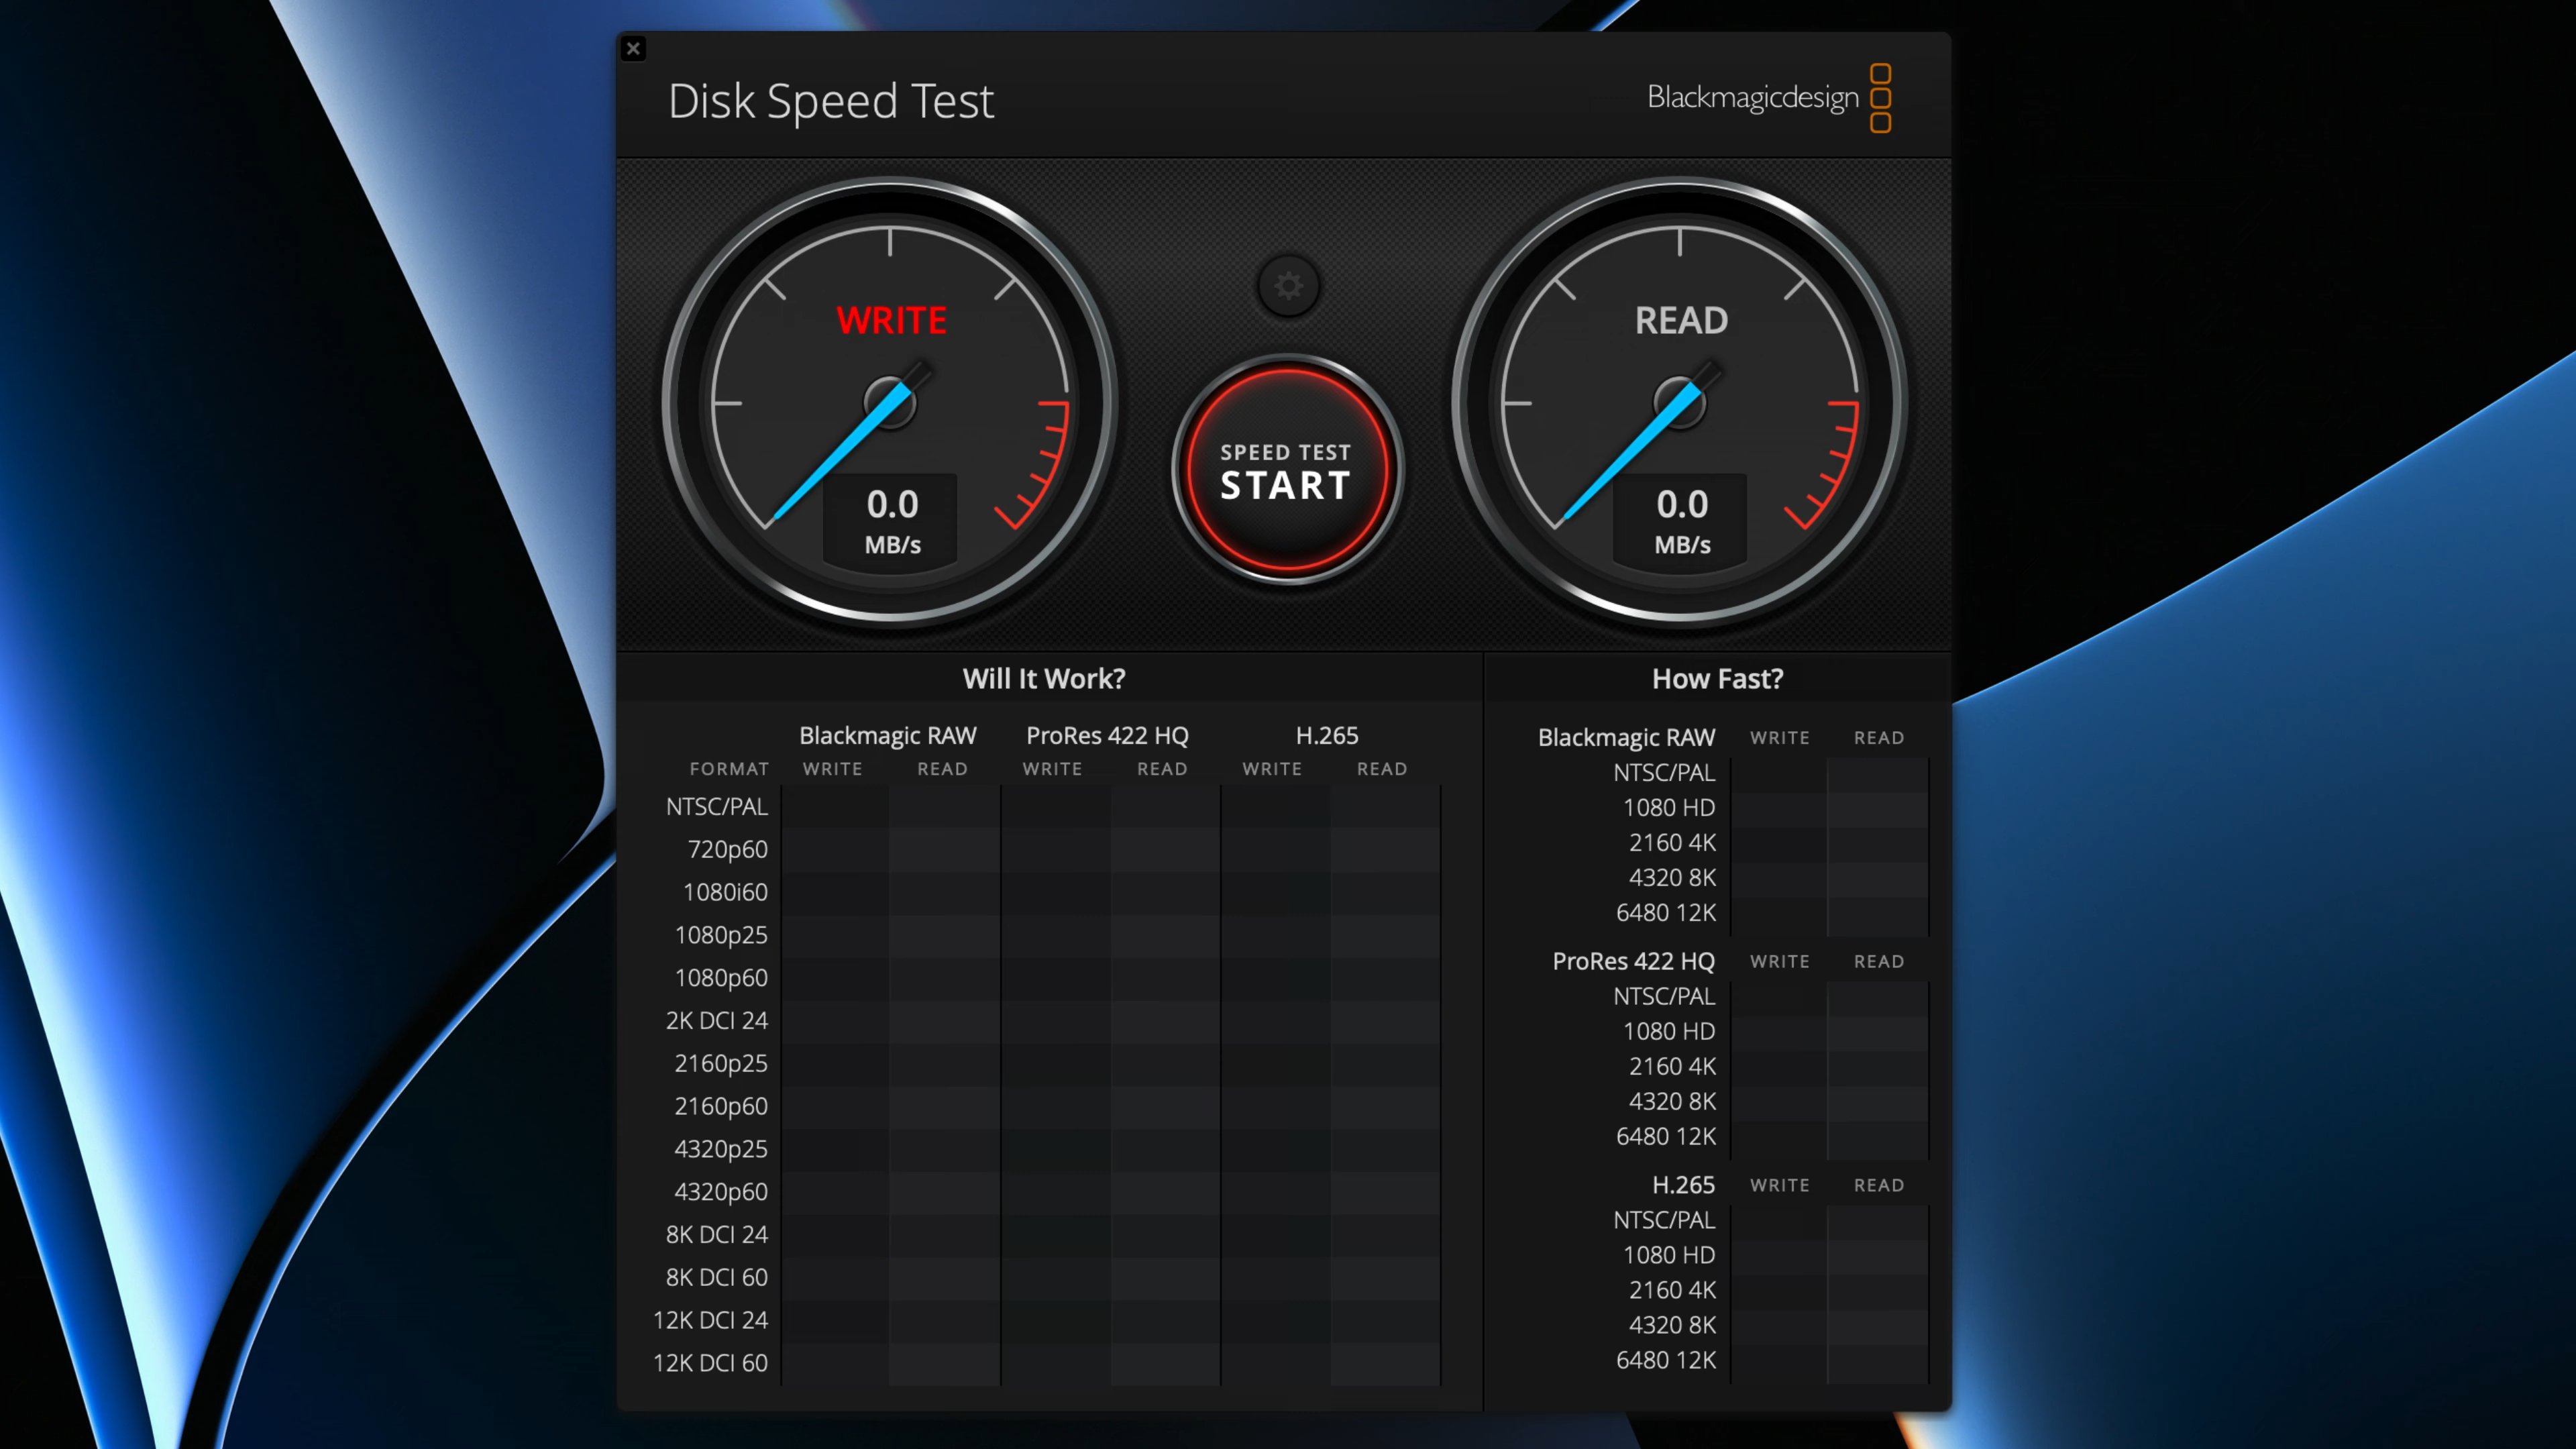 Disk Speed Test
Blackmagicdesign
WRITE
0.0
MB/s
SPEED TEST
START
READ
0.0
MB/s
Will It Work?
Blackmagic RAW ProRes 422 HQ H.265
FORMAT WRITE READ WRITE READ WRITE READ
NTSC/PAL
720p60
1080i60
1080p25
1080p60
2K DCI 24
2160p25
2160p60
4320p25
4320p60
8K DCI 24
8K DCI 60
12K DCI 24
12K DCI 60
How Fast?
Blackmagic RAW WRITE READ
NTSC/PAL
1080 HD
2160 4K
4320 8K
6480 12K
ProRes 422 HQ WRITE READ
NTSC/PAL
1080 HD
2160 4K
4320 8K
6480 12K
H.265 WRITE READ
NTSC/PAL
1080 HD
2160 4K
4320 8K
6480 12K